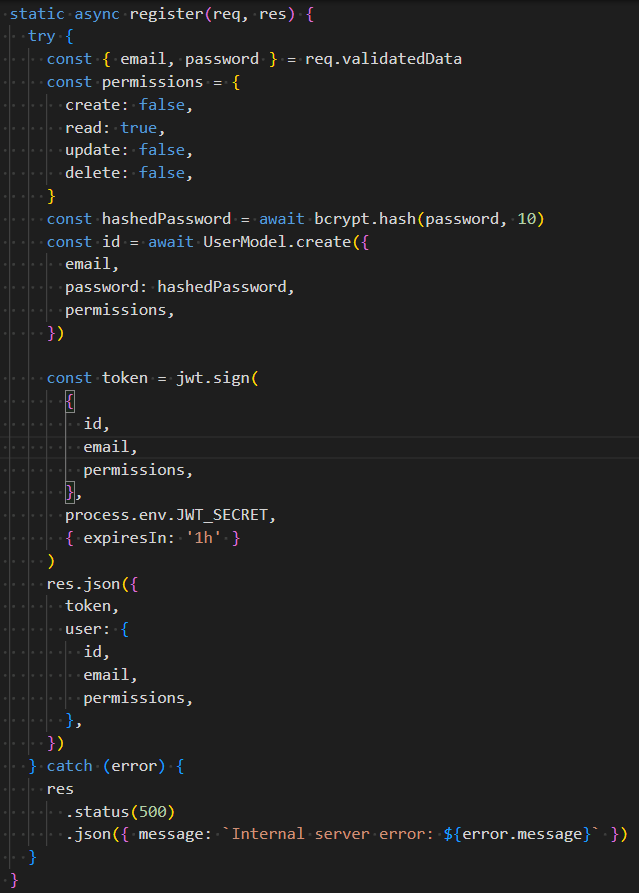 static async register(req, res) {
  try {
    const { email, password } = req.validatedData
    const permissions = {
      create: false,
      read: true,
      update: false,
      delete: false,
    }
    const hashedPassword = await bcrypt.hash(password, 10)
    const id = await UserModel.create({
      email,
      password: hashedPassword,
      permissions,
    })

    const token = jwt.sign(
      {
        id,
        email,
        permissions,
      },
      process.env.JWT_SECRET,
      { expiresIn: '1h' }
    )
    res.json({
      token,
      user: {
        id,
        email,
        permissions,
      },
    })
  } catch (error) {
    res
      .status(500)
      .json({ message: `Internal server error: ${error.message}` })
  }
}